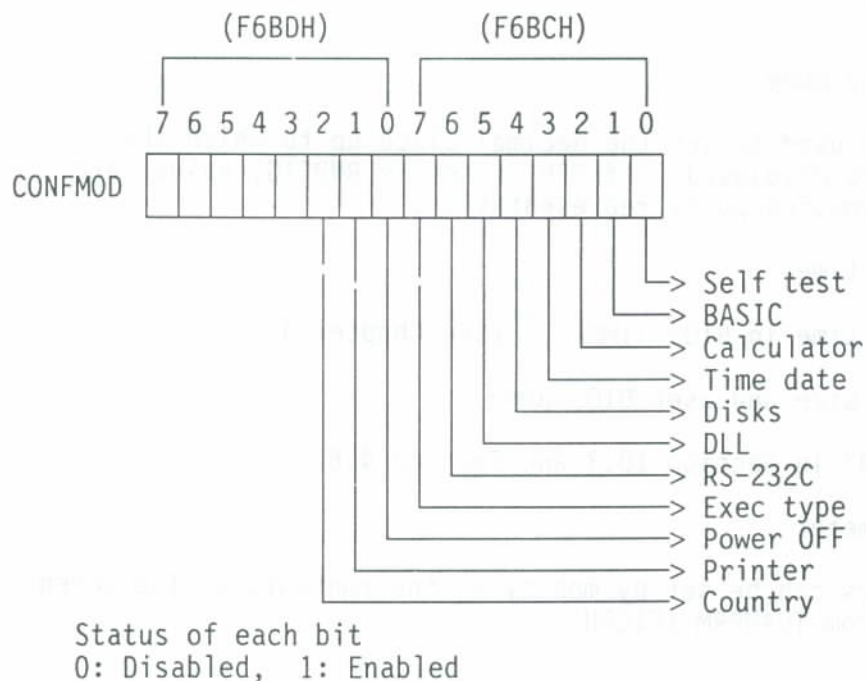 (F6BDH) (F6BCH)
7 6 5 4 3 2 1 0 7 6 5 4 3 2 1 0
CONFMOD
> Self test
> BASIC
> Calculator
> Time date
> Disks
> DLL
> RS-232C
> Exec type
> Power OFF
> Printer
> Country
Status of each bit
0: Disabled, 1: Enabled